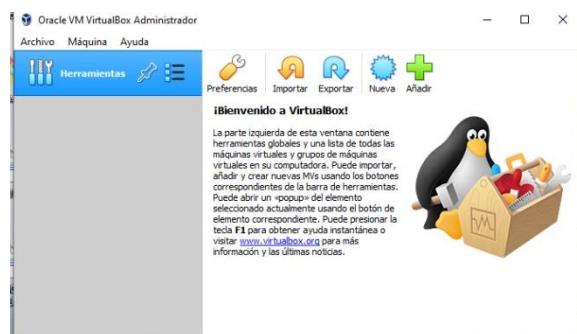 Oracle VM VirtualBox Administrador
Archivo Máquina Ayuda
Herramientas
Preferencias Importar Exportar Nueva Añadir
¡Bienvenido a VirtualBox!
La parte izquierda de esta ventana contiene
herramientas globales y una lista de todas las
máquinas virtuales y grupos de máquinas
virtuales en su computadora. Puede importar,
añadir y crear nuevas MVs usando los botones
correspondientes de la barra de herramientas.
Puede abrir un «popup» del elemento
seleccionado actualmente usando el botón de
elemento correspondiente. Puede presionar la
tecla F1 para obtener ayuda instantánea o
visitar www.virtualbox.org para más
información y las últimas noticias.